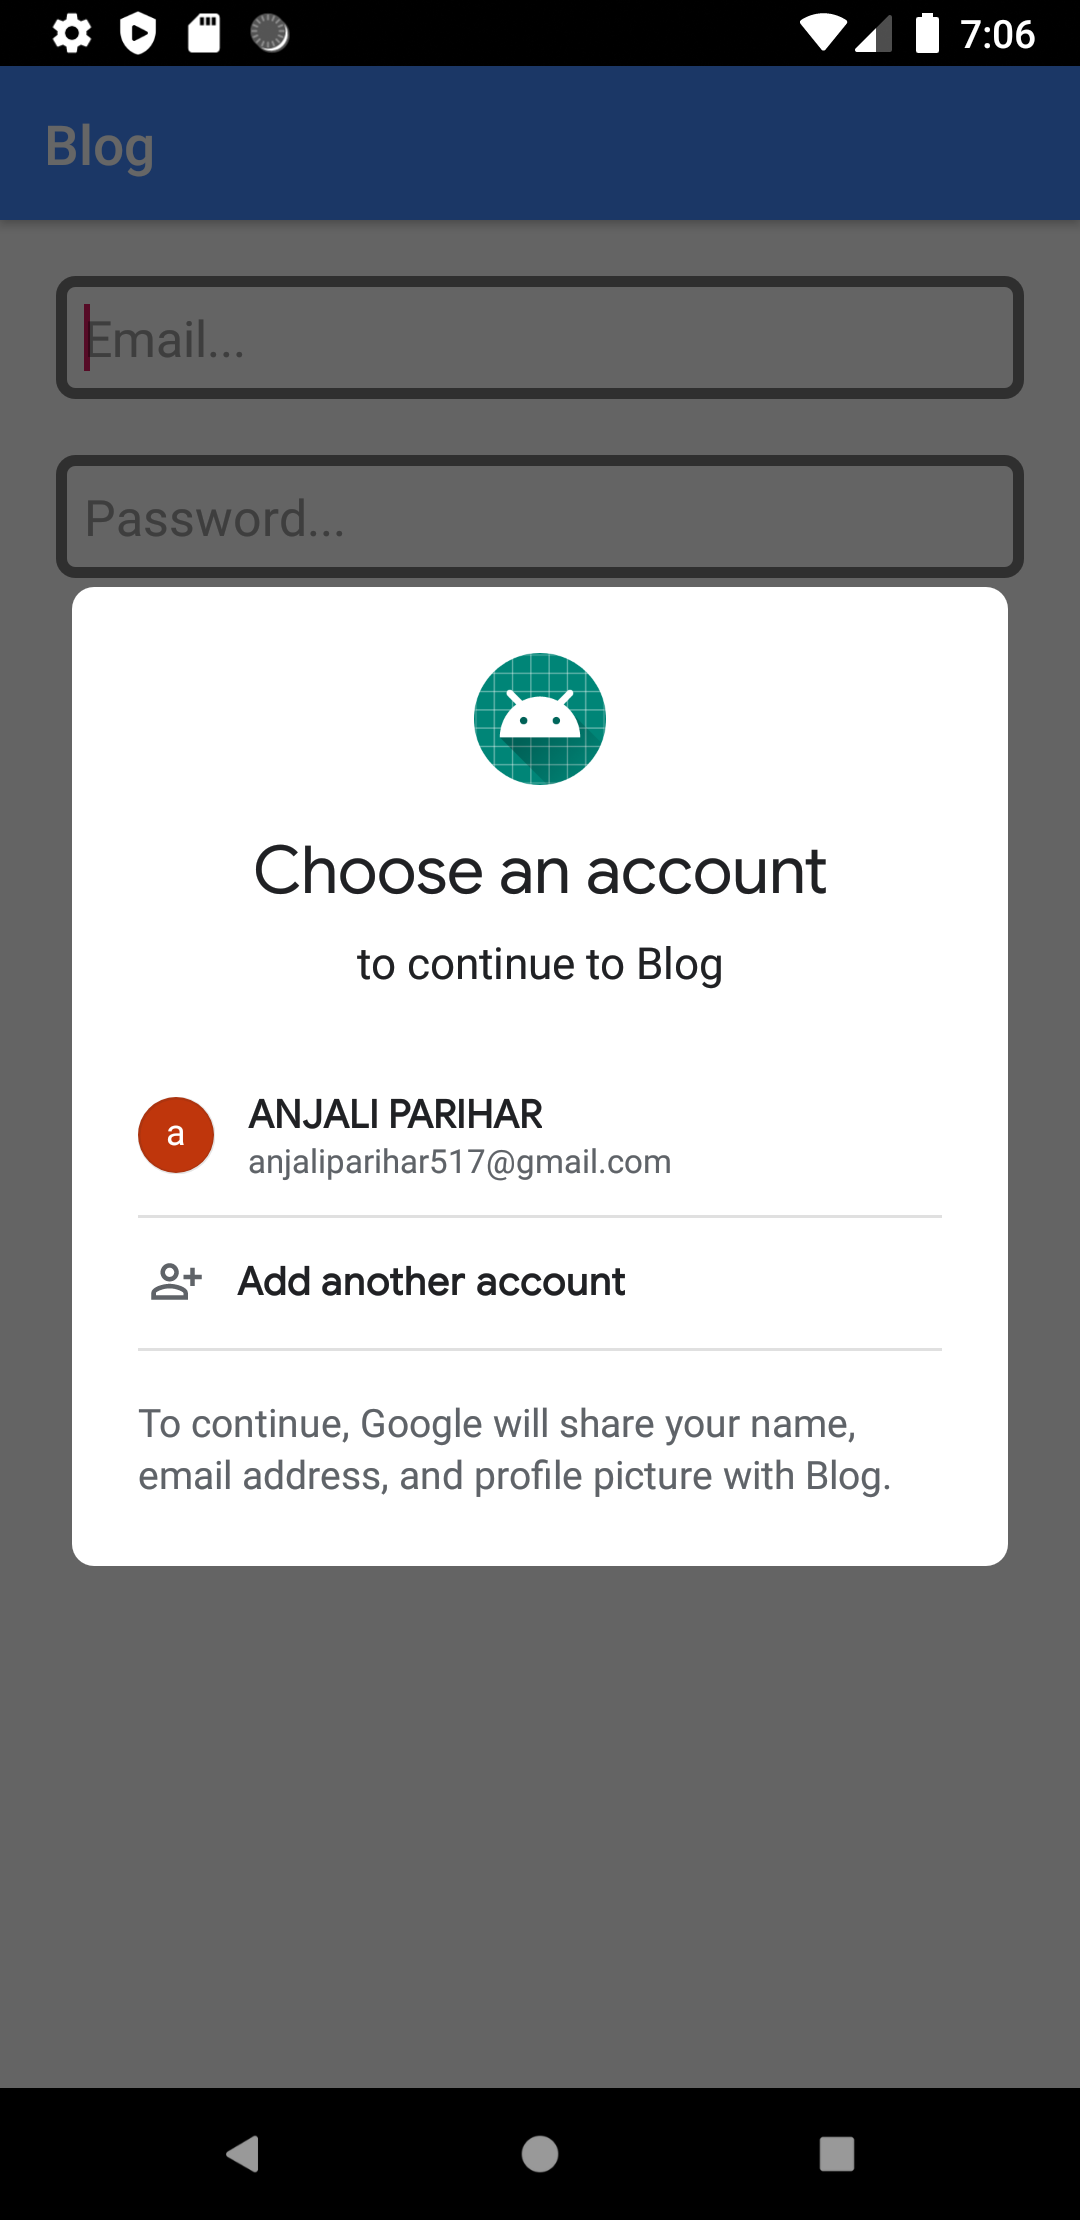 7:06
Blog
Email...
Password...
Choose an account
to continue to Blog
a
ANJALI PARIHAR
anjaliparihar517@gmail.com
Add another account
To continue, Google will share your name,
email address, and profile picture with Blog.